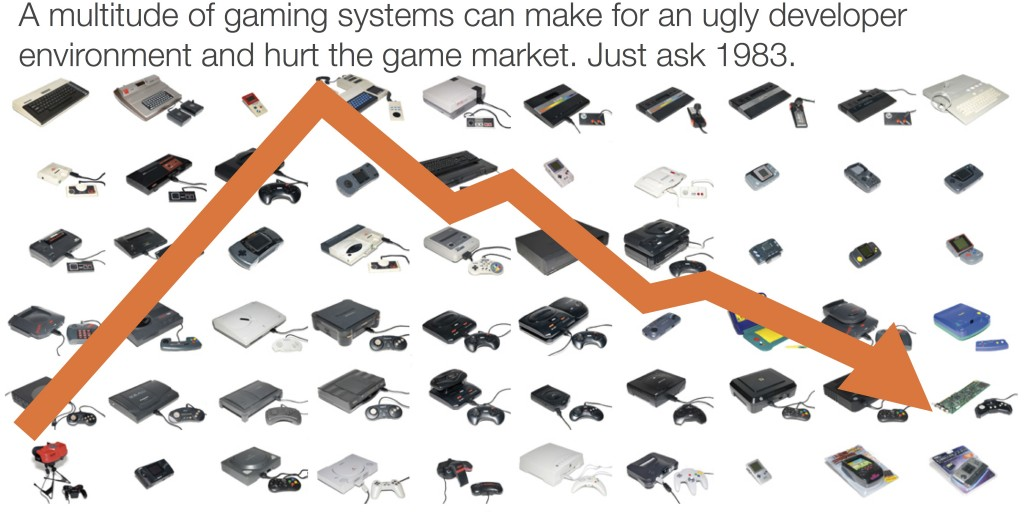 A multitude of gaming systems can make for an ugly developer
environment and hurt the game market. Just ask 1983.